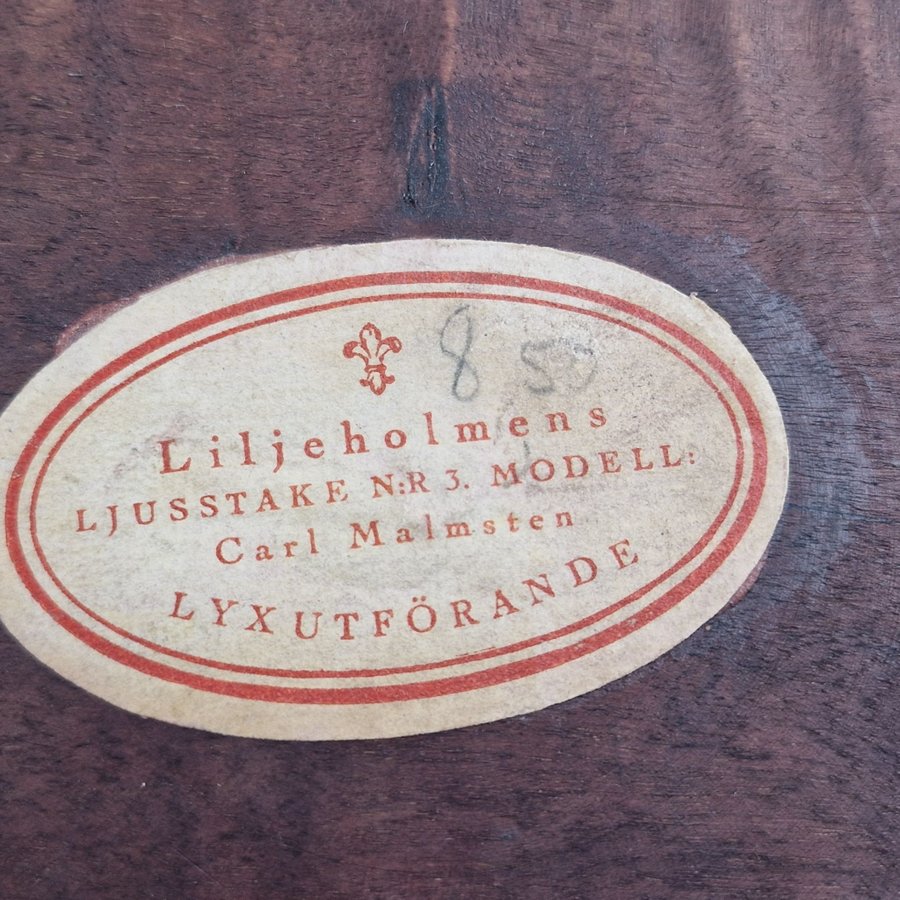 8 50
Liljeholmens
LJUSSTAKE N:R 3. MODELL:
Carl Malmsten
LYXUTFÖRANDE